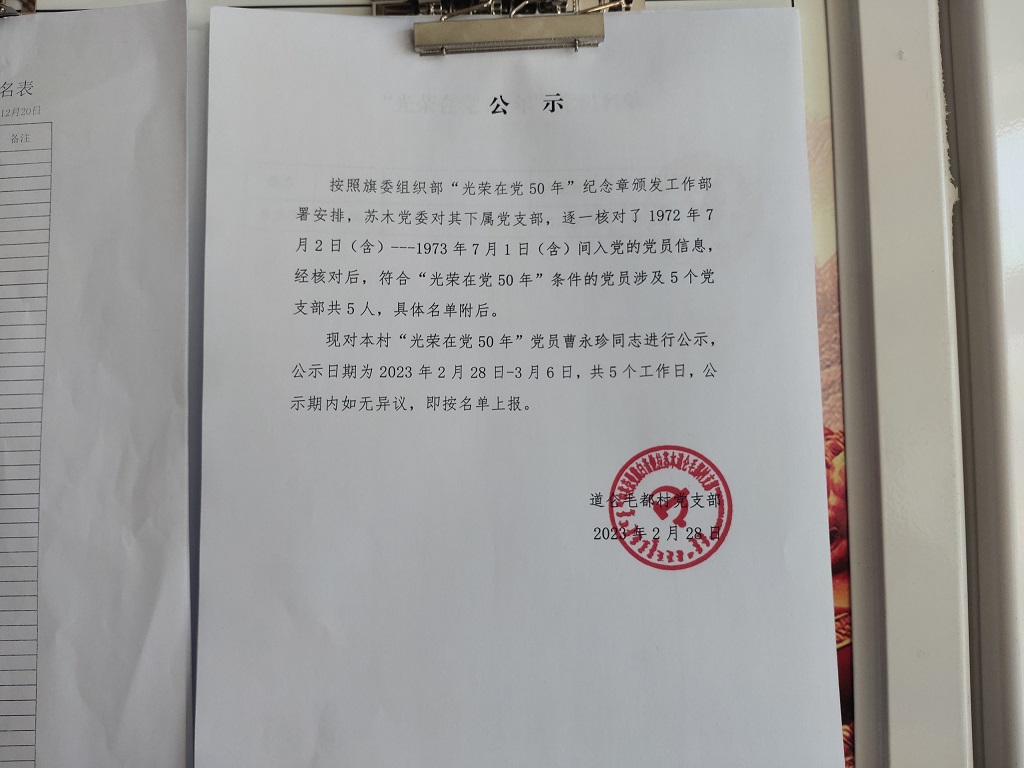 名表
12月20日
备注
公 示
按照旗委组织部“光荣在党50年”纪念章颁发工作部
署安排，苏木党委对其下属党支部，逐一核对了1972年7
月2日（含）---1973年7月1日（含）间入党的党员信息，
经核对后，符合“光荣在党50年”条件的党员涉及5个党
支部共5人，具体名单附后。
现对本村“光荣在党50年”党员曹永珍同志进行公示，
公示日期为2023年2月28日-3月6日，共5个工作日，公
示期内如无异议，即按名单上报。
道仑毛都村党支部
2023年2月28日